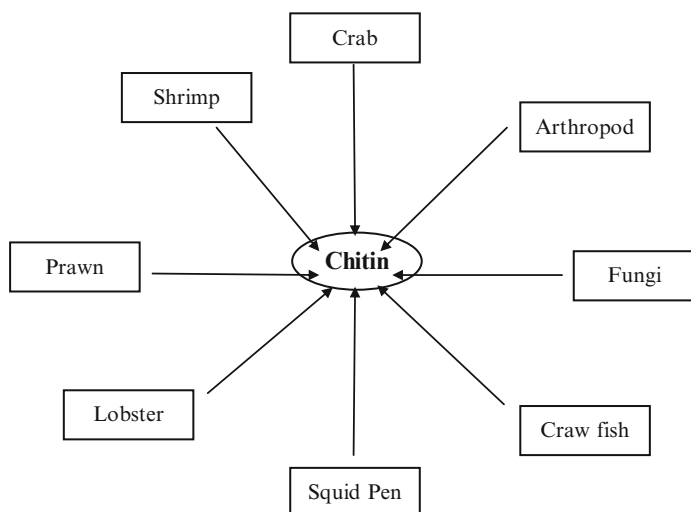 Crab
Shrimp
Arthropod
Chitin
Prawn
Fungi
Lobster
Craw fish
Squid Pen